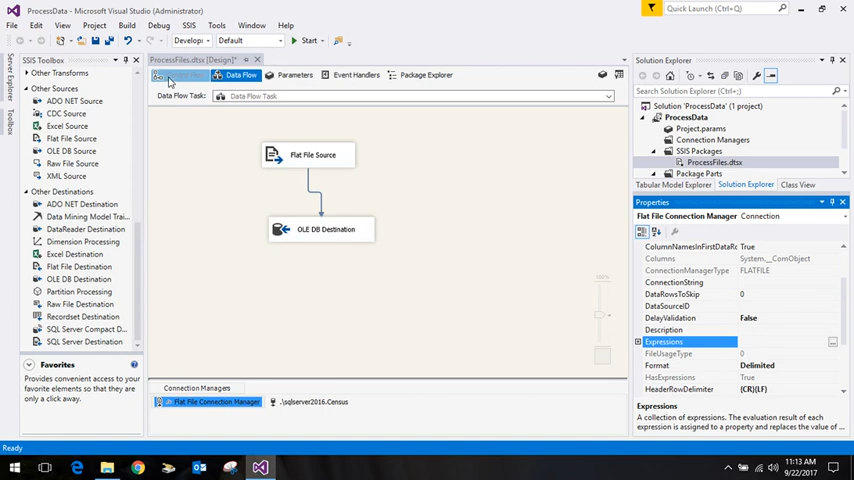 ProcessData - Microsoft Visual Studio (Administrator)
Quick Launch (Ctrl+Q)
File Edit View Project Build Debug SSIS Tools Window Help
Develop Default Start
Server Explorer
Toolbox
SSIS Toolbox
Other Transforms
Other Sources
ADO NET Source
CDC Source
Excel Source
Flat File Source
OLE DB Source
Raw File Source
XML Source
Other Destinations
ADO NET Destination
Data Mining Model Trai...
DataReader Destination
Dimension Processing
Excel Destination
Flat File Destination
OLE DB Destination
Partition Processing
Raw File Destination
Recordset Destination
SQL Server Compact D...
SQL Server Destination
Favorites
Provides convenient access to your
favorite elements so that they are
only a click away.
ProcessFiles.dtsx [Design]*
Data Flow Parameters Event Handlers Package Explorer
Data Flow Task: Data Flow Task
Flat File Source
OLE DB Destination
100%
Connection Managers
Flat File Connection Manager
.\sqlserver2016.Census
Solution Explorer
Search Solution Explorer (Ctrl+;)
Solution 'ProcessData' (1 project)
ProcessData
Project.params
Connection Managers
SSIS Packages
ProcessFiles.dtsx
Package Parts
Tabular Model Explorer Solution Explorer Class View
Properties
Flat File Connection Manager Connection
ColumnNamesInFirstDataRo True
Columns System.__ComObject
ConnectionManagerType FLATFILE
ConnectionString
DataRowsToSkip 0
DataSourceID
DelayValidation False
Description
Expressions ...
FileUsageType 0
Format Delimited
HasExpressions True
HeaderRowDelimiter {CR}{LF}
Expressions
A collection of expressions. The evaluation result of each
expression is assigned to a property and replaces the value of ...
Ready
11:13 AM
9/22/2017